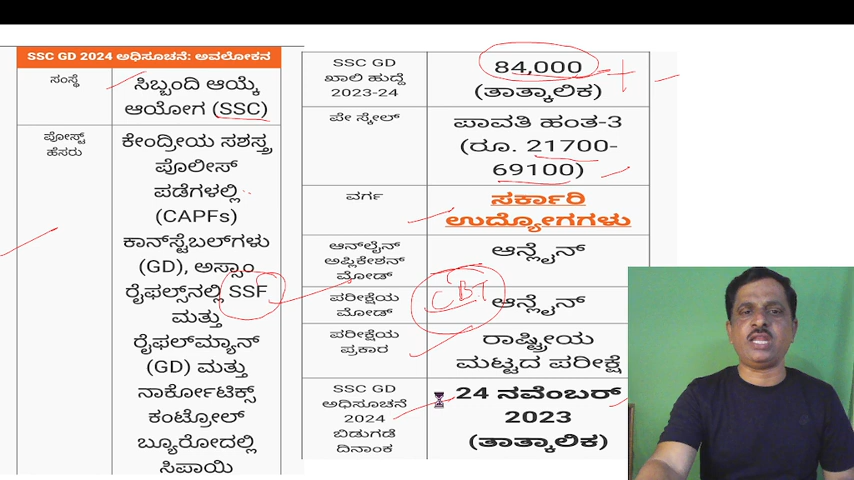 SSC GD 2024 ಅಧಿಸೂಚನೆ: ಅವಲೋಕನ
ಸಂಸ್ಥೆ
ಸಿಬ್ಬಂದಿ ಆಯ್ಕೆ
ಆಯೋಗ (SSC)
ಪೋಸ್ಟ್
ಹೆಸರು
ಕೇಂದ್ರೀಯ ಸಶಸ್ತ್ರ
ಪೊಲೀಸ್
ಪಡೆಗಳಲ್ಲಿ
(CAPFs)
ಕಾನ್‌ಸ್ಟೆಬಲ್‌ಗಳು
(GD), ಅಸ್ಸಾಂ
ರೈಫಲ್ಸ್‌ನಲ್ಲಿ SSF
ಮತ್ತು
ರೈಫಲ್‌ಮ್ಯಾನ್
(GD) ಮತ್ತು
ನಾರ್ಕೋಟಿಕ್ಸ್
ಕಂಟ್ರೋಲ್
ಬ್ಯೂರೋದಲ್ಲಿ
ಸಿಪಾಯಿ
SSC GD
ಖಾಲಿ ಹುದ್ದೆ
2023-24
84,000 +
(ತಾತ್ಕಾಲಿಕ)
ಪೇ ಸ್ಕೇಲ್
ಪಾವತಿ ಹಂತ-3
(ರೂ. 21700-
69100)
ವರ್ಗ
ಸರ್ಕಾರಿ
ಉದ್ಯೋಗಗಳು
ಆನ್‌ಲೈನ್
ಅಪ್ಲಿಕೇಶನ್
ಮೋಡ್
ಆನ್ಲೈನ್
ಪರೀಕ್ಷೆಯ
ಮೋಡ್
CBT
ಆನ್ಲೈನ್
ಪರೀಕ್ಷೆಯ
ಪ್ರಕಾರ
ರಾಷ್ಟ್ರೀಯ
ಮಟ್ಟದ ಪರೀಕ್ಷೆ
SSC GD
ಅಧಿಸೂಚನೆ
2024
ಬಿಡುಗಡೆ
ದಿನಾಂಕ
24 ನವೆಂಬರ್
2023
(ತಾತ್ಕಾಲಿಕ)